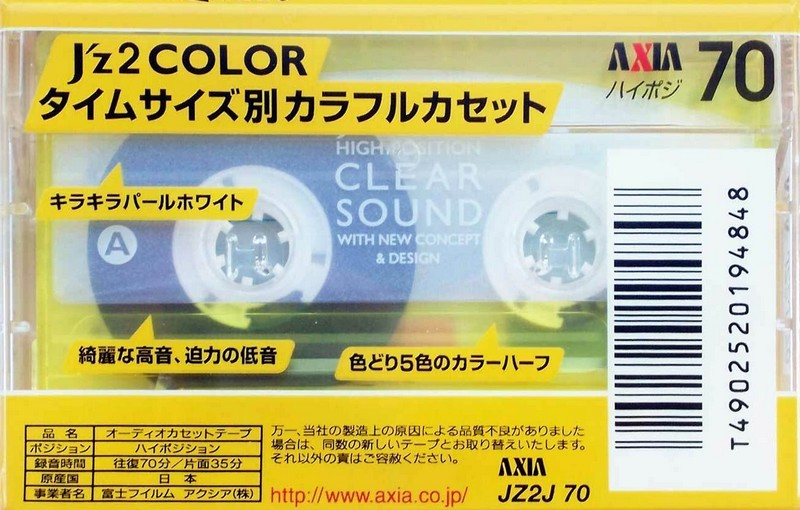 J'z2 COLOR
タイムサイズ別カラフルカセット
AXIA
ハイポジ
70
キラキラパールホワイト
A
HIGH POSITION
CLEAR
SOUND
WITH NEW CONCEPT
& DESIGN
綺麗な高音、迫力の低音
色どり5色のカラーハーフ
T4902520194848
品名 オーディオカセットテープ
ポジション ハイポジション
録音時間 往復70分/片面35分
原産国 日本
事業者名 富士フイルム アクシア(株)
万一、当社の製造上の原因による品質不良がありました
場合は、同数の新しいテープとお取り替えいたします。
それ以外の責はご容赦ください。
http://www.axia.co.jp/
AXIA
JZ2J 70